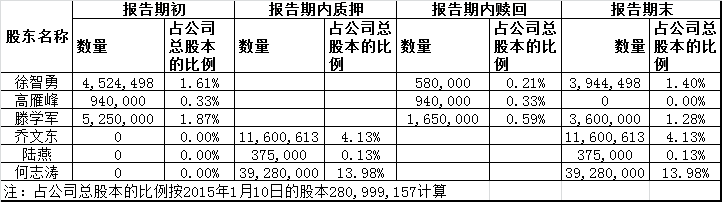 股东名称 报告期初 报告期内质押 报告期内赎回 报告期末
数量 占公司总股本的比例 数量 占公司总股本的比例 数量 占公司总股本的比例 数量 占公司总股本的比例
徐智勇 4,524,498 1.61% 580,000 0.21% 3,944,498 1.40%
高雁峰 940,000 0.33% 940,000 0.33% 0 0.00%
滕学军 5,250,000 1.87% 1,650,000 0.59% 3,600,000 1.28%
乔文东 0 0.00% 11,600,613 4.13% 11,600,613 4.13%
陆燕 0 0.00% 375,000 0.13% 375,000 0.13%
何志涛 0 0.00% 39,280,000 13.98% 39,280,000 13.98%
注：占公司总股本的比例按2015年1月10日的股本280,999,157计算